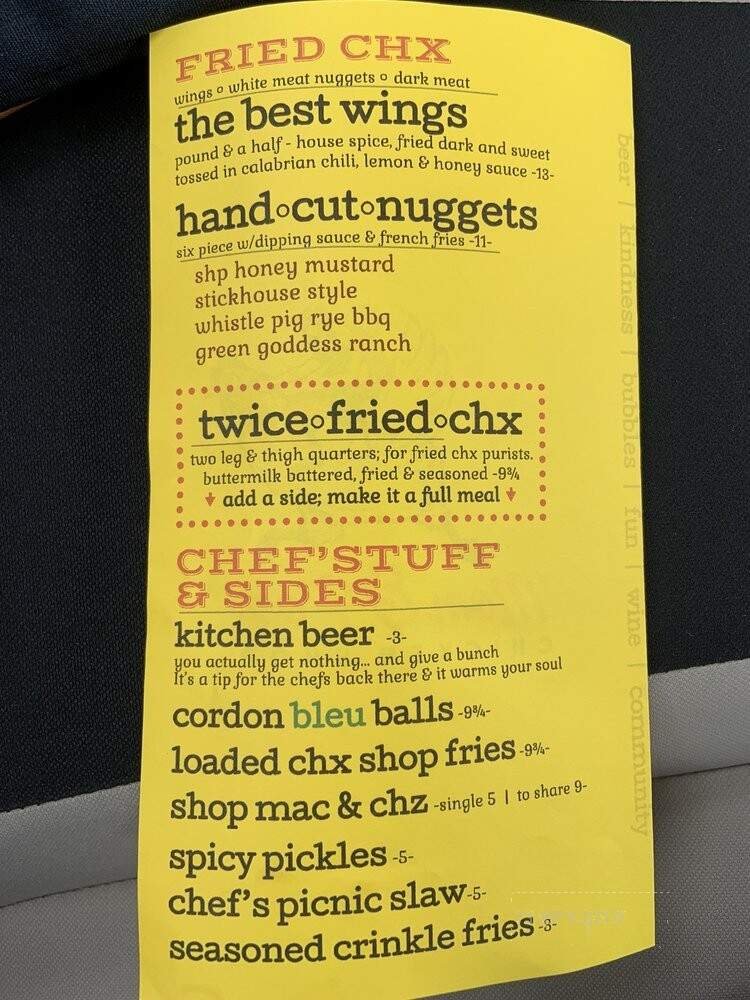 FRIED CHX
wings o white meat nuggets o dark meat
the best wings
pound & a half - house spice, fried dark and sweet
tossed in calabrian chili, lemon & honey sauce -13-
hand o cut o nuggets
six piece w/dipping sauce & french fries -11-
shp honey mustard
stickhouse style
whistle pig rye bbq
green goddess ranch
twice o fried o chx
two leg & thigh quarters; for fried chx purists.
buttermilk battered, fried & seasoned -9¾
add a side; make it a full meal
CHEF'STUFF
& SIDES
kitchen beer -3-
you actually get nothing... and give a bunch
It's a tip for the chefs back there & it warms your soul
cordon bleu balls -9¾-
loaded chx shop fries -9¾-
shop mac & chz -single 5 | to share 9-
spicy pickles -5-
chef's picnic slaw -5-
seasoned crinkle fries -3-
beer | kindness | bubbles | fun | wine | community